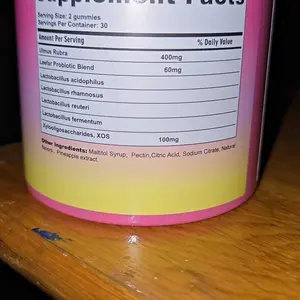 Supplement Facts
Serving Size: 2 gummies
Servings Per Container: 30
Amount Per Serving % Daily Value
Ulmus Rubra 400mg
Lasfar Probiotic Blend 60mg
Lactobacillus acidophilus
Lactobacillus rhamnosus
Lactobacillus reuteri
Lactobacillus fermentum
Xylooligosaccharides, XOS 100mg
Other Ingredients: Maltitol Syrup, Pectin, Citric Acid, Sodium Citrate, Natural
flavors, Pineapple extract.